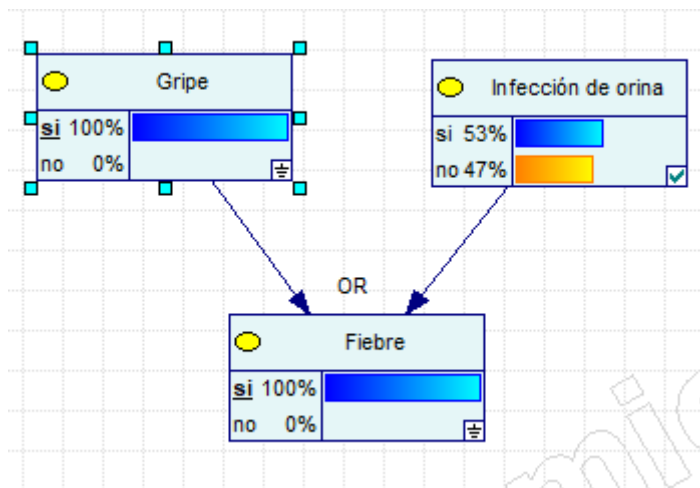 Gripe
si 100%
no 0%
Infección de orina
si 53%
no 47%
OR
Fiebre
si 100%
no 0%